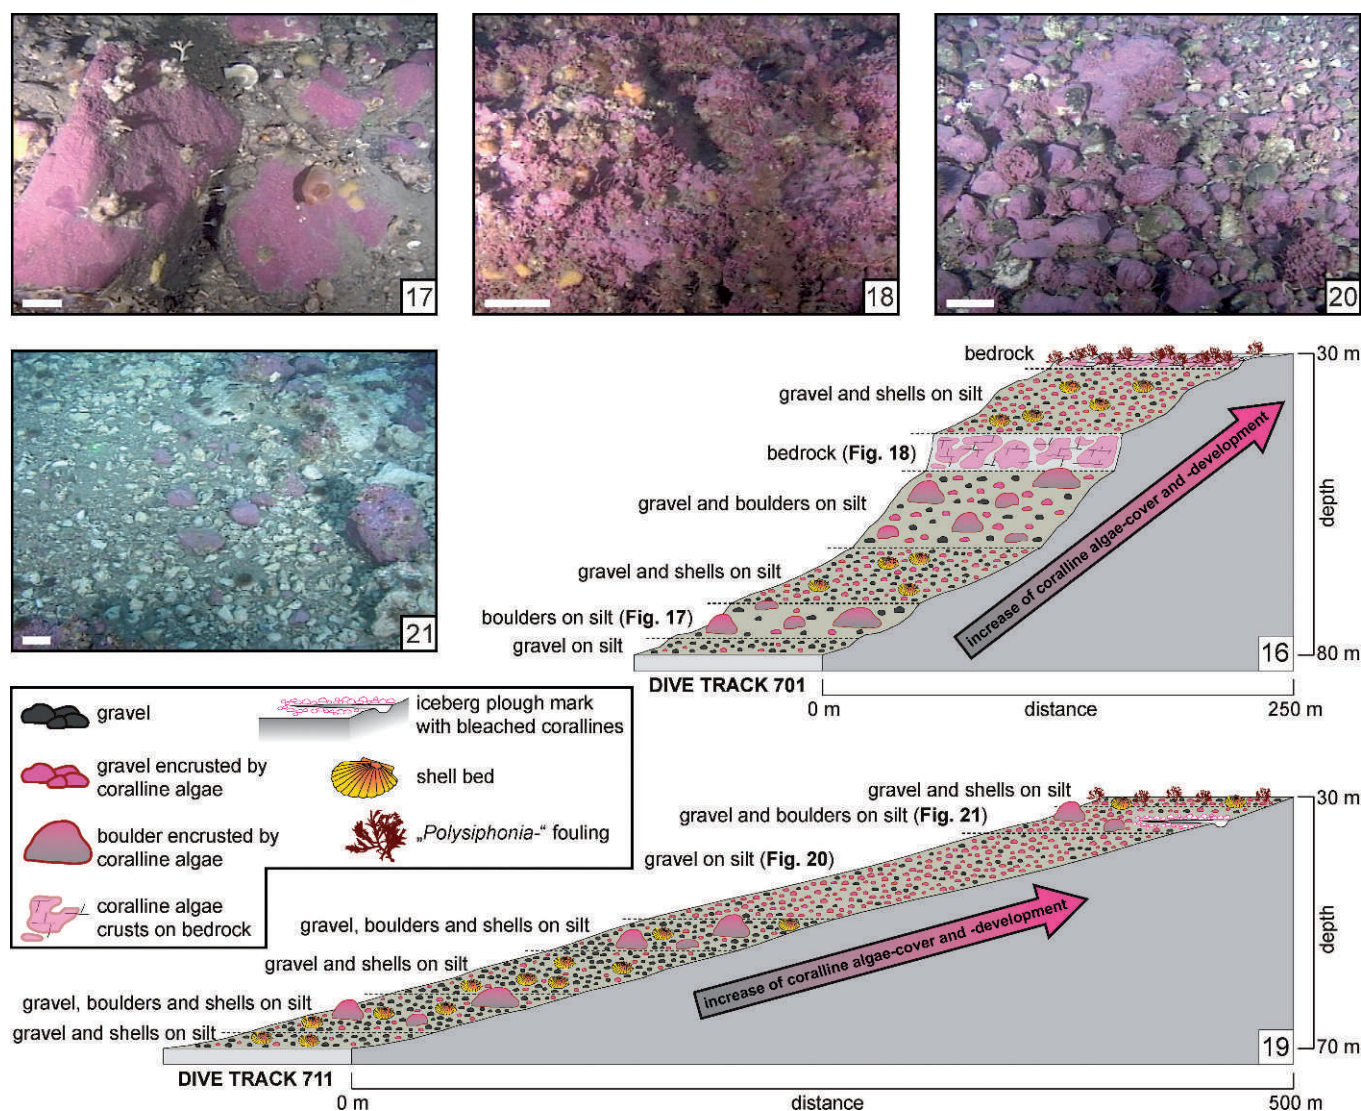 17
18
20
21
bedrock
gravel and shells on silt
bedrock (Fig. 18)
gravel and boulders on silt
gravel and shells on silt
boulders on silt (Fig. 17)
gravel on silt
increase of coralline algae-cover and -development
30 m
depth
80 m
16
DIVE TRACK 701
0 m
distance
250 m
gravel
gravel encrusted by
coralline algae
boulder encrusted by
coralline algae
coralline algae
crusts on bedrock
iceberg plough mark
with bleached corallines
shell bed
„Polysiphonia-“ fouling
gravel and shells on silt
gravel and boulders on silt (Fig. 21)
gravel on silt (Fig. 20)
gravel, boulders and shells on silt
gravel and shells on silt
gravel, boulders and shells on silt
gravel and shells on silt
increase of coralline algae-cover and -development
30 m
depth
70 m
19
DIVE TRACK 711
0 m
distance
500 m